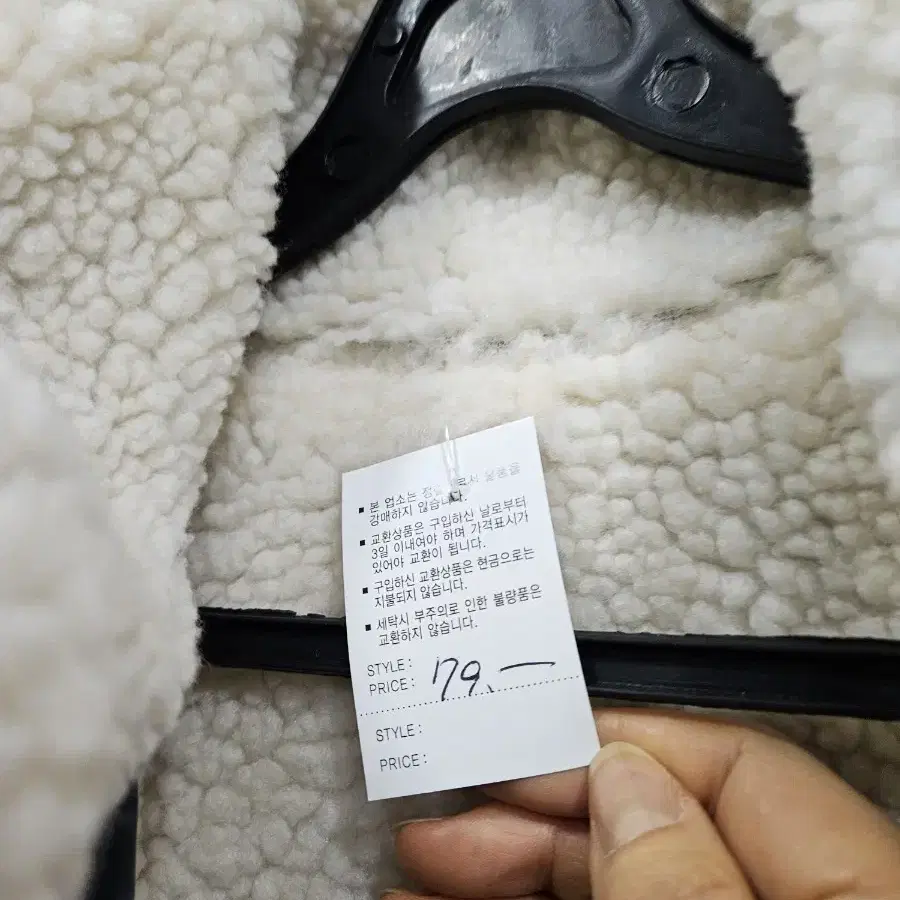 ■ 본 업소는
강매하지 않습니다.
■ 교환상품은 구입하신 날로부터
3일 이내여야 하며 가격표시가
있어야 교환이 됩니다.
■ 구입하신 교환상품은 현금으로는
지불되지 않습니다.
■ 세탁시 부주의로 인한 불량품은
교환하지 않습니다.
STYLE:
PRICE: 79.—
STYLE:
PRICE: